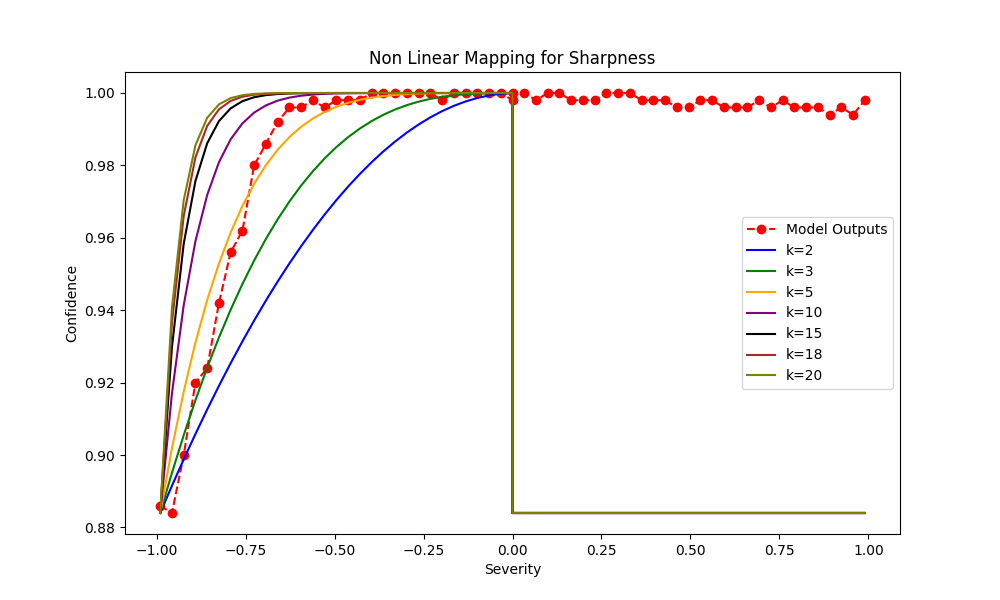 Non Linear Mapping for Sharpness
1.00
0.98
0.96
0.94
0.92
0.90
0.88
Confidence
Model Outputs
k=2
k=3
k=5
k=10
k=15
k=18
k=20
−1.00 −0.75 −0.50 −0.25 0.00 0.25 0.50 0.75 1.00
Severity